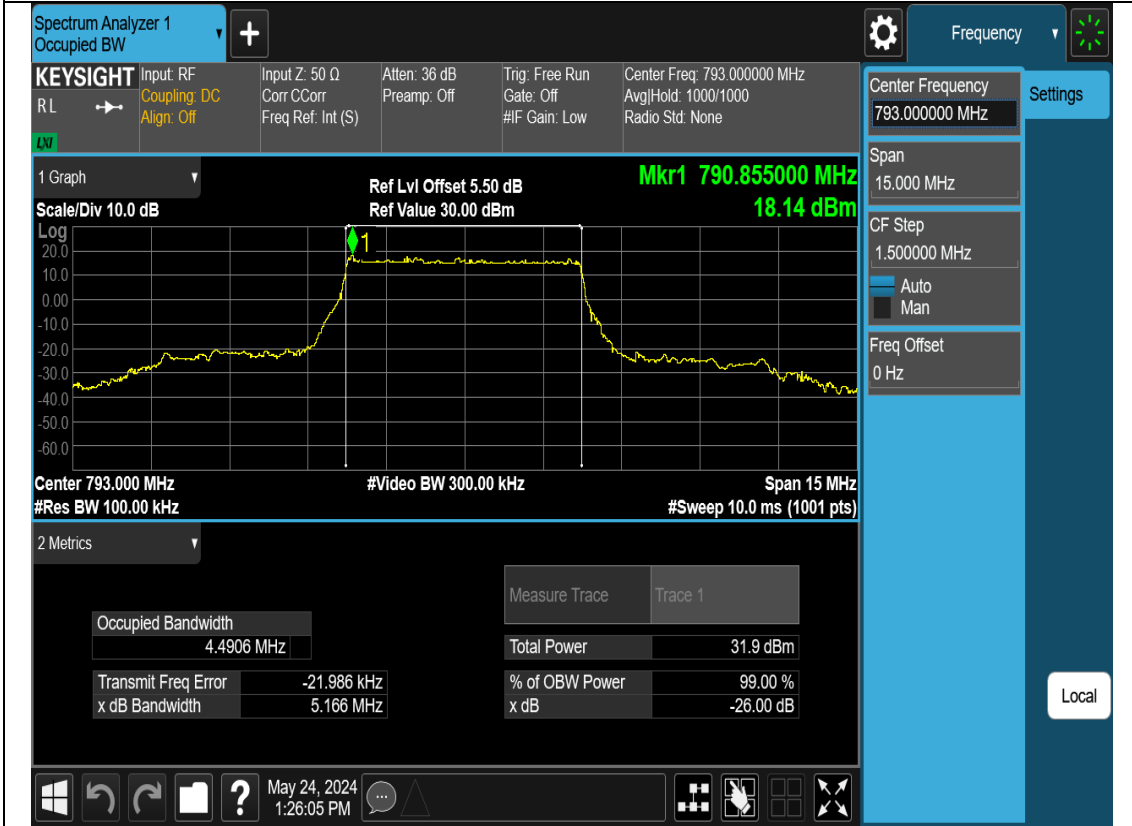 Spectrum Analyzer 1
Occupied BW
+
Frequency
KEYSIGHT
R L
LXI
Input: RF
Coupling: DC
Align: Off
Input Z: 50 Ω
Corr CCorr
Freq Ref: Int (S)
Atten: 36 dB
Preamp: Off
Trig: Free Run
Gate: Off
#IF Gain: Low
Center Freq: 793.000000 MHz
Avg|Hold: 1000/1000
Radio Std: None
Center Frequency
793.000000 MHz
Settings
Span
15.000 MHz
CF Step
1.500000 MHz
Auto
Man
Freq Offset
0 Hz
Local
1 Graph
Scale/Div 10.0 dB
Ref Lvl Offset 5.50 dB
Ref Value 30.00 dBm
Mkr1 790.855000 MHz
18.14 dBm
Log
1
20.0
10.0
0.00
-10.0
-20.0
-30.0
-40.0
-50.0
-60.0
Center 793.000 MHz
#Video BW 300.00 kHz
Span 15 MHz
#Res BW 100.00 kHz
#Sweep 10.0 ms (1001 pts)
2 Metrics
Measure Trace Trace 1
Occupied Bandwidth
4.4906 MHz
Total Power 31.9 dBm
Transmit Freq Error -21.986 kHz
% of OBW Power 99.00 %
x dB Bandwidth 5.166 MHz
x dB -26.00 dB
?
May 24, 2024
1:26:05 PM